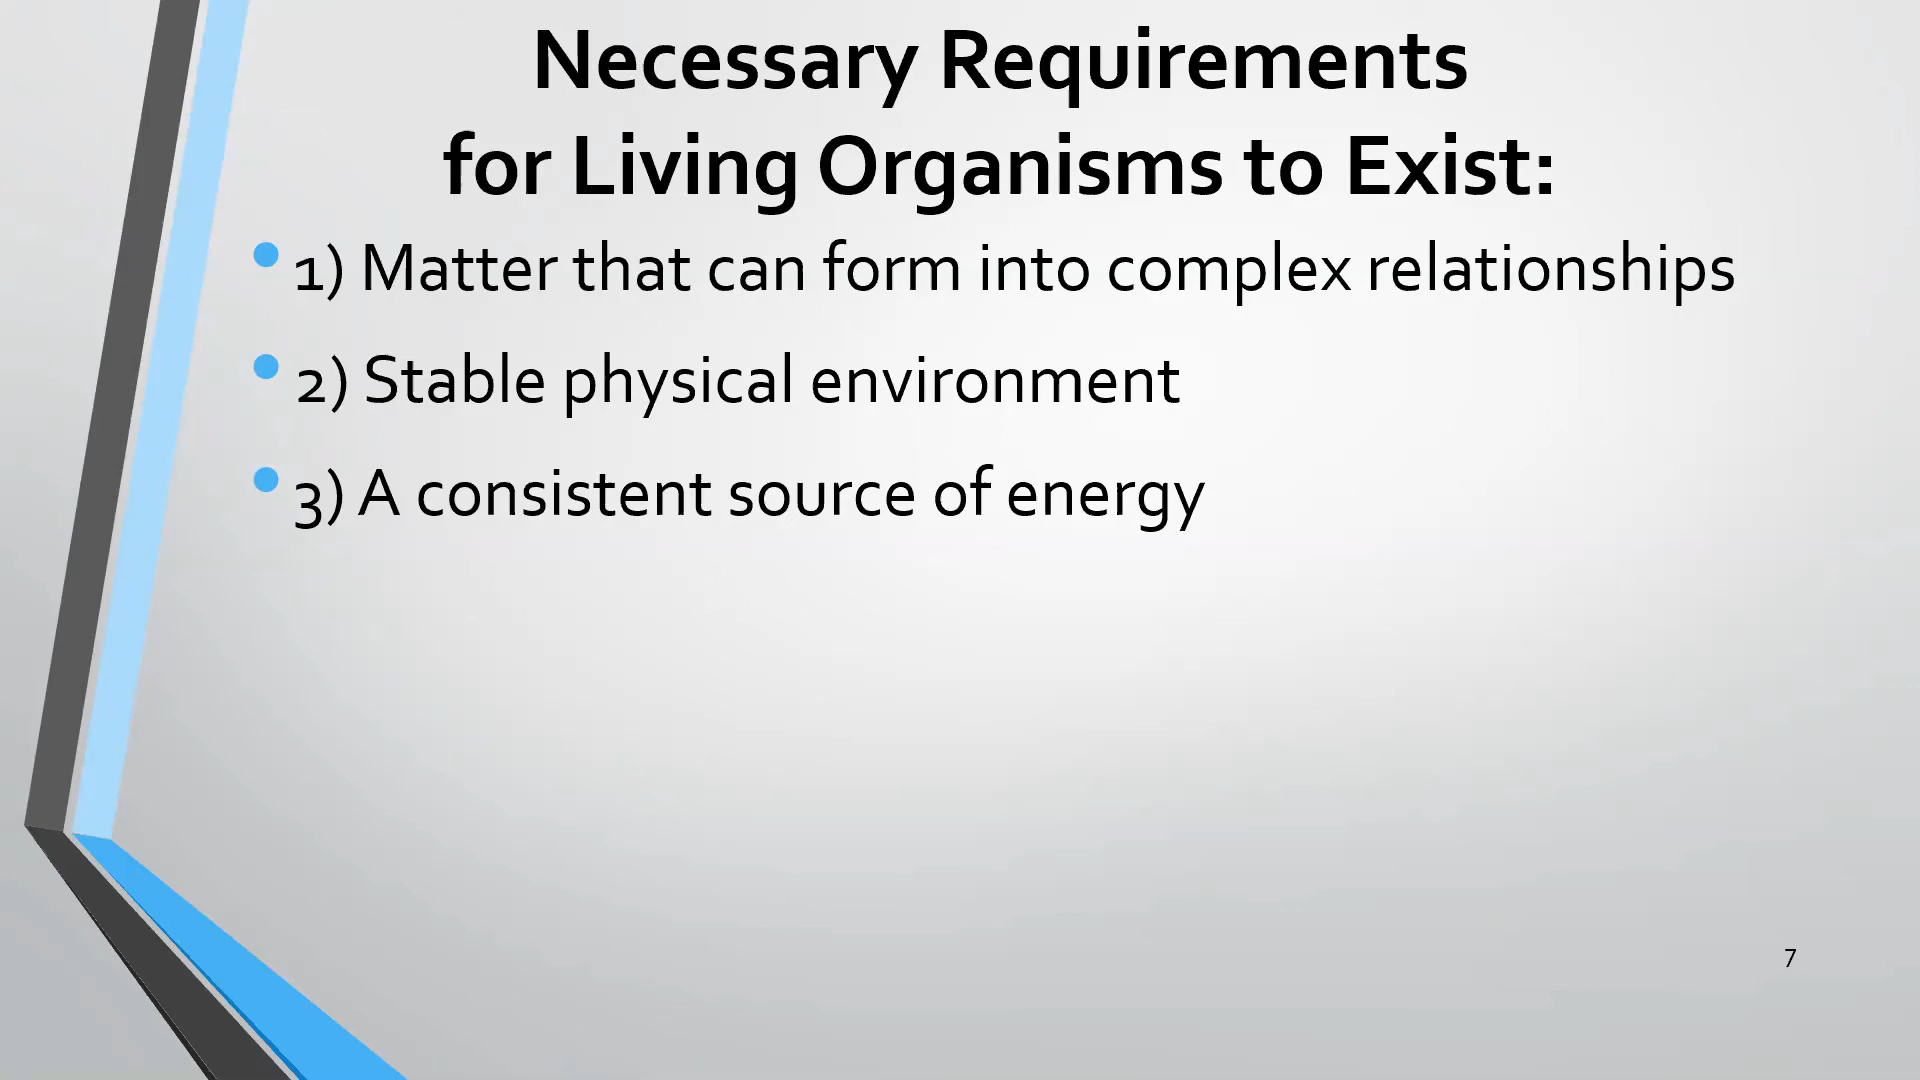 Necessary Requirements
for Living Organisms to Exist:
• 1) Matter that can form into complex relationships
• 2) Stable physical environment
• 3) A consistent source of energy
7